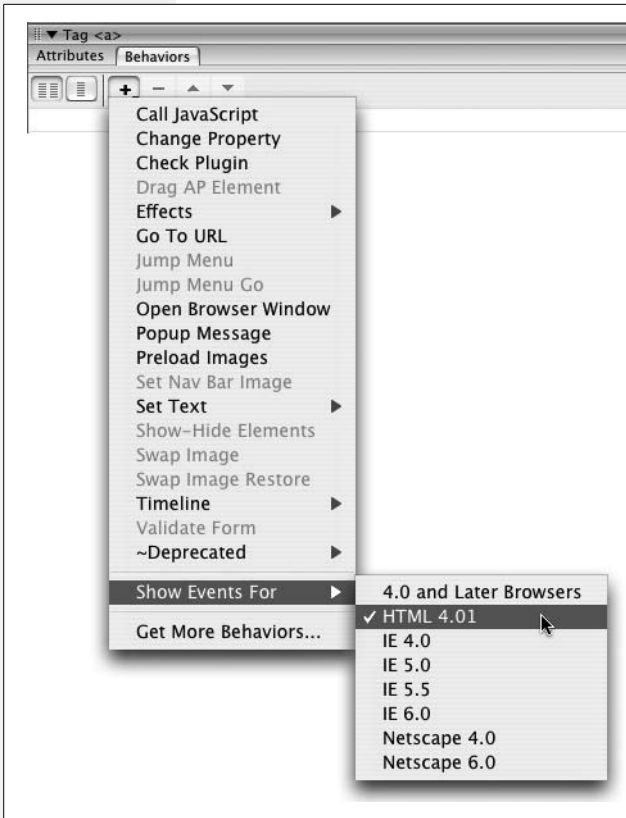 Tag <a>
Attributes Behaviors
Call JavaScript
Change Property
Check Plugin
Drag AP Element
Effects
Go To URL
Jump Menu
Jump Menu Go
Open Browser Window
Popup Message
Preload Images
Set Nav Bar Image
Set Text
Show-Hide Elements
Swap Image
Swap Image Restore
Timeline
Validate Form
~Deprecated
Show Events For
Get More Behaviors...
4.0 and Later Browsers
✓ HTML 4.01
IE 4.0
IE 5.0
IE 5.5
IE 6.0
Netscape 4.0
Netscape 6.0